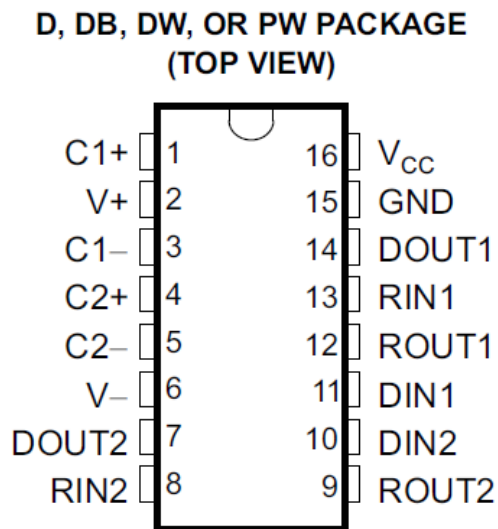 D, DB, DW, OR PW PACKAGE
(TOP VIEW)
C1+ 1 16 VCC
V+ 2 15 GND
C1– 3 14 DOUT1
C2+ 4 13 RIN1
C2– 5 12 ROUT1
V– 6 11 DIN1
DOUT2 7 10 DIN2
RIN2 8 9 ROUT2